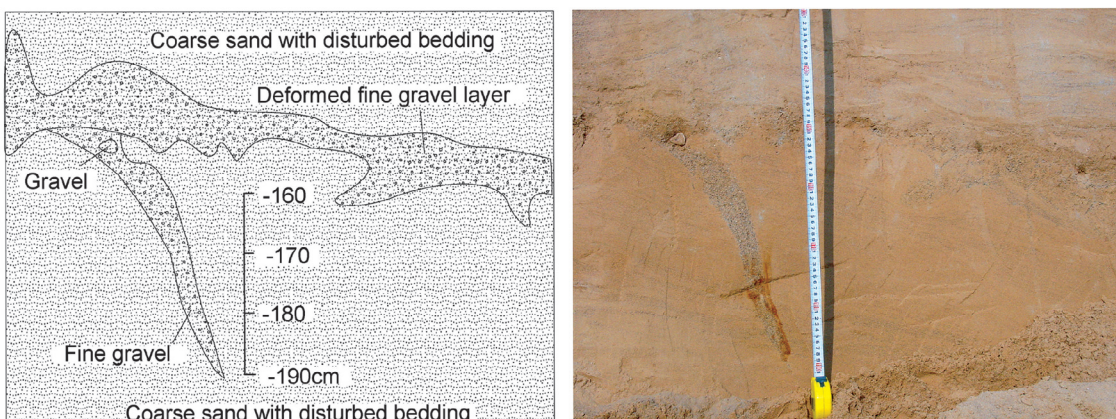 Coarse sand with disturbed bedding
Deformed fine gravel layer
Gravel
-160
-170
-180
Fine gravel
-190cm
Coarse sand with disturbed bedding